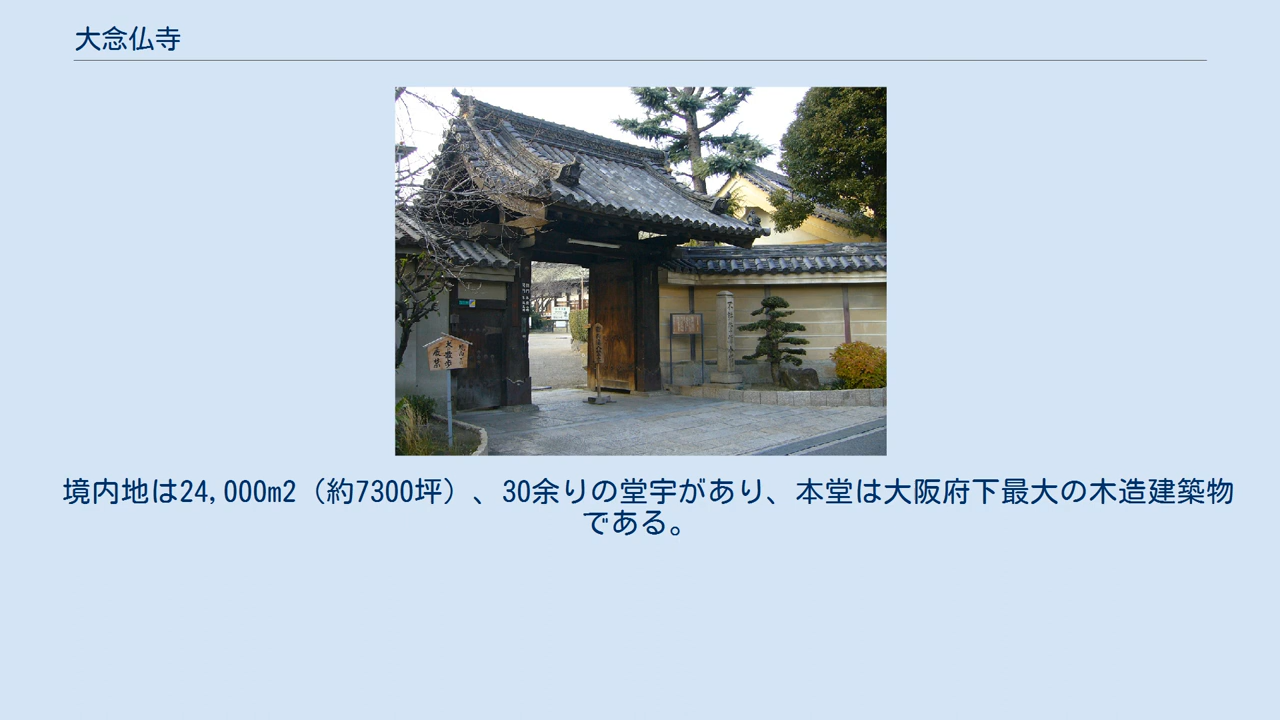 大念仏寺
境内地は24,000m2（約7300坪）、30余りの堂宇があり、本堂は大阪府下最大の木造建築物
である。